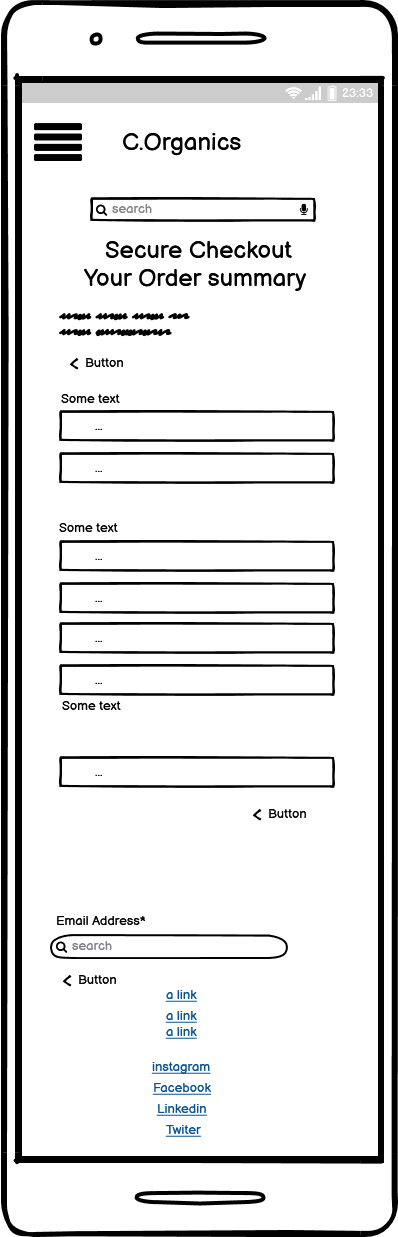 23:33
C.Organics
search
Secure Checkout
Your Order summary
Button
Some text
...
...
Some text
...
...
...
...
Some text
...
Button
Email Address*
search
Button
a link
a link
a link
instagram
Facebook
Linkedin
Twiter